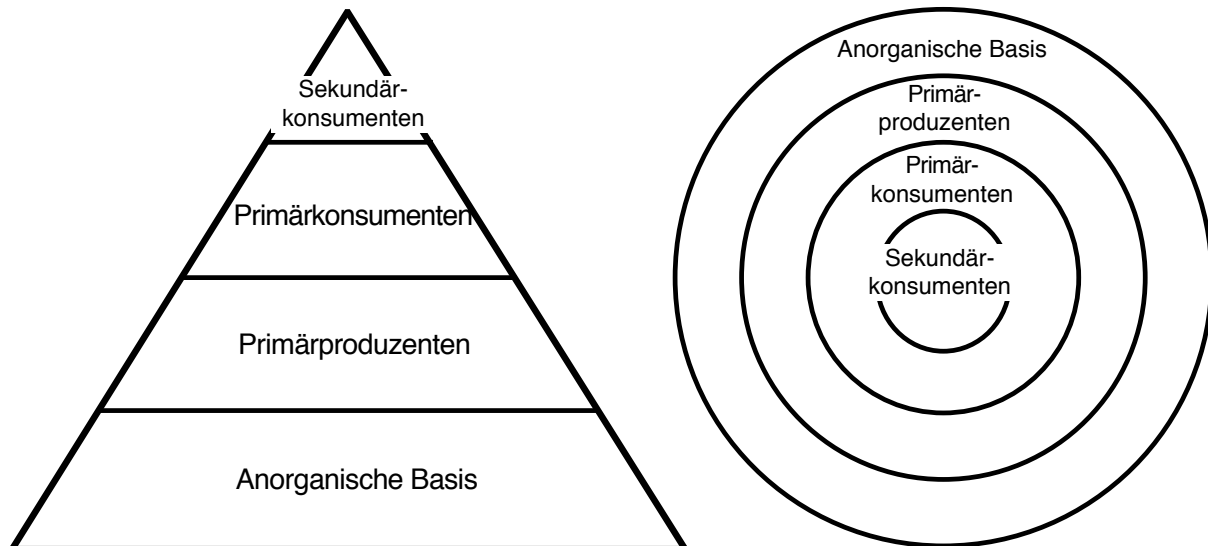 Sekundär-
konsumenten
Primärkonsumenten
Primärproduzenten
Anorganische Basis
Anorganische Basis
Primär-
produzenten
Primär-
konsumenten
Sekundär-
konsumenten